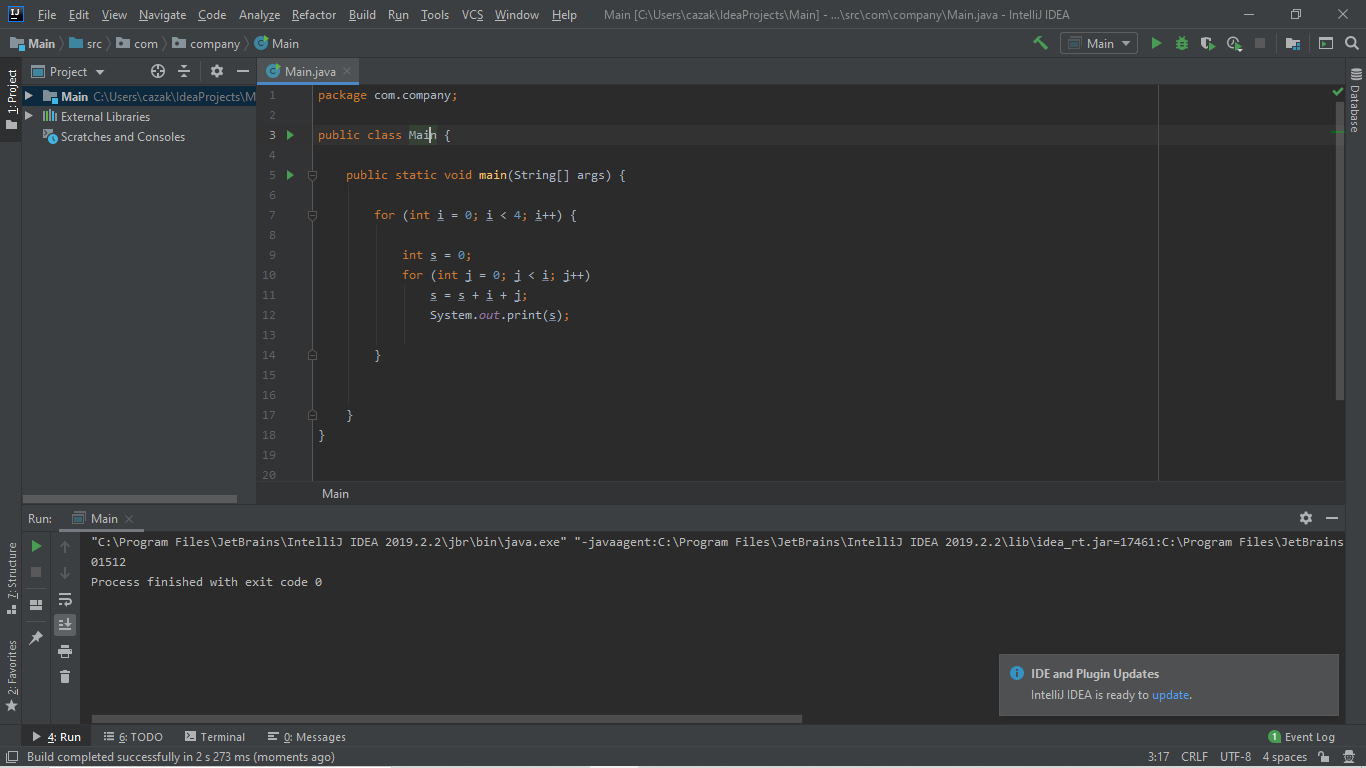 File Edit View Navigate Code Analyze Refactor Build Run Tools VCS Window Help Main [C:\Users\cazak\IdeaProjects\Main] - ...\src\com\company\Main.java - IntelliJ IDEA
Main src com company Main Main
1: Project
Project Main.java
Main C:\Users\cazak\IdeaProjects\M
External Libraries
Scratches and Consoles
Database
1 package com.company;
2
3 public class Main {
4
5 public static void main(String[] args) {
6
7 for (int i = 0; i < 4; i++) {
8
9 int s = 0;
10 for (int j = 0; j < i; j++)
11 s = s + i + j;
12 System.out.print(s);
13
14 }
15
16
17 }
18 }
19
20
Main
Run: Main
"C:\Program Files\JetBrains\IntelliJ IDEA 2019.2.2\jbr\bin\java.exe" "-javaagent:C:\Program Files\JetBrains\IntelliJ IDEA 2019.2.2\lib\idea_rt.jar=17461:C:\Program Files\JetBrains
01512
Process finished with exit code 0
7: Structure
2: Favorites
IDE and Plugin Updates
IntelliJ IDEA is ready to update.
4: Run 6: TODO Terminal 0: Messages 1 Event Log
Build completed successfully in 2 s 273 ms (moments ago) 3:17 CRLF UTF-8 4 spaces